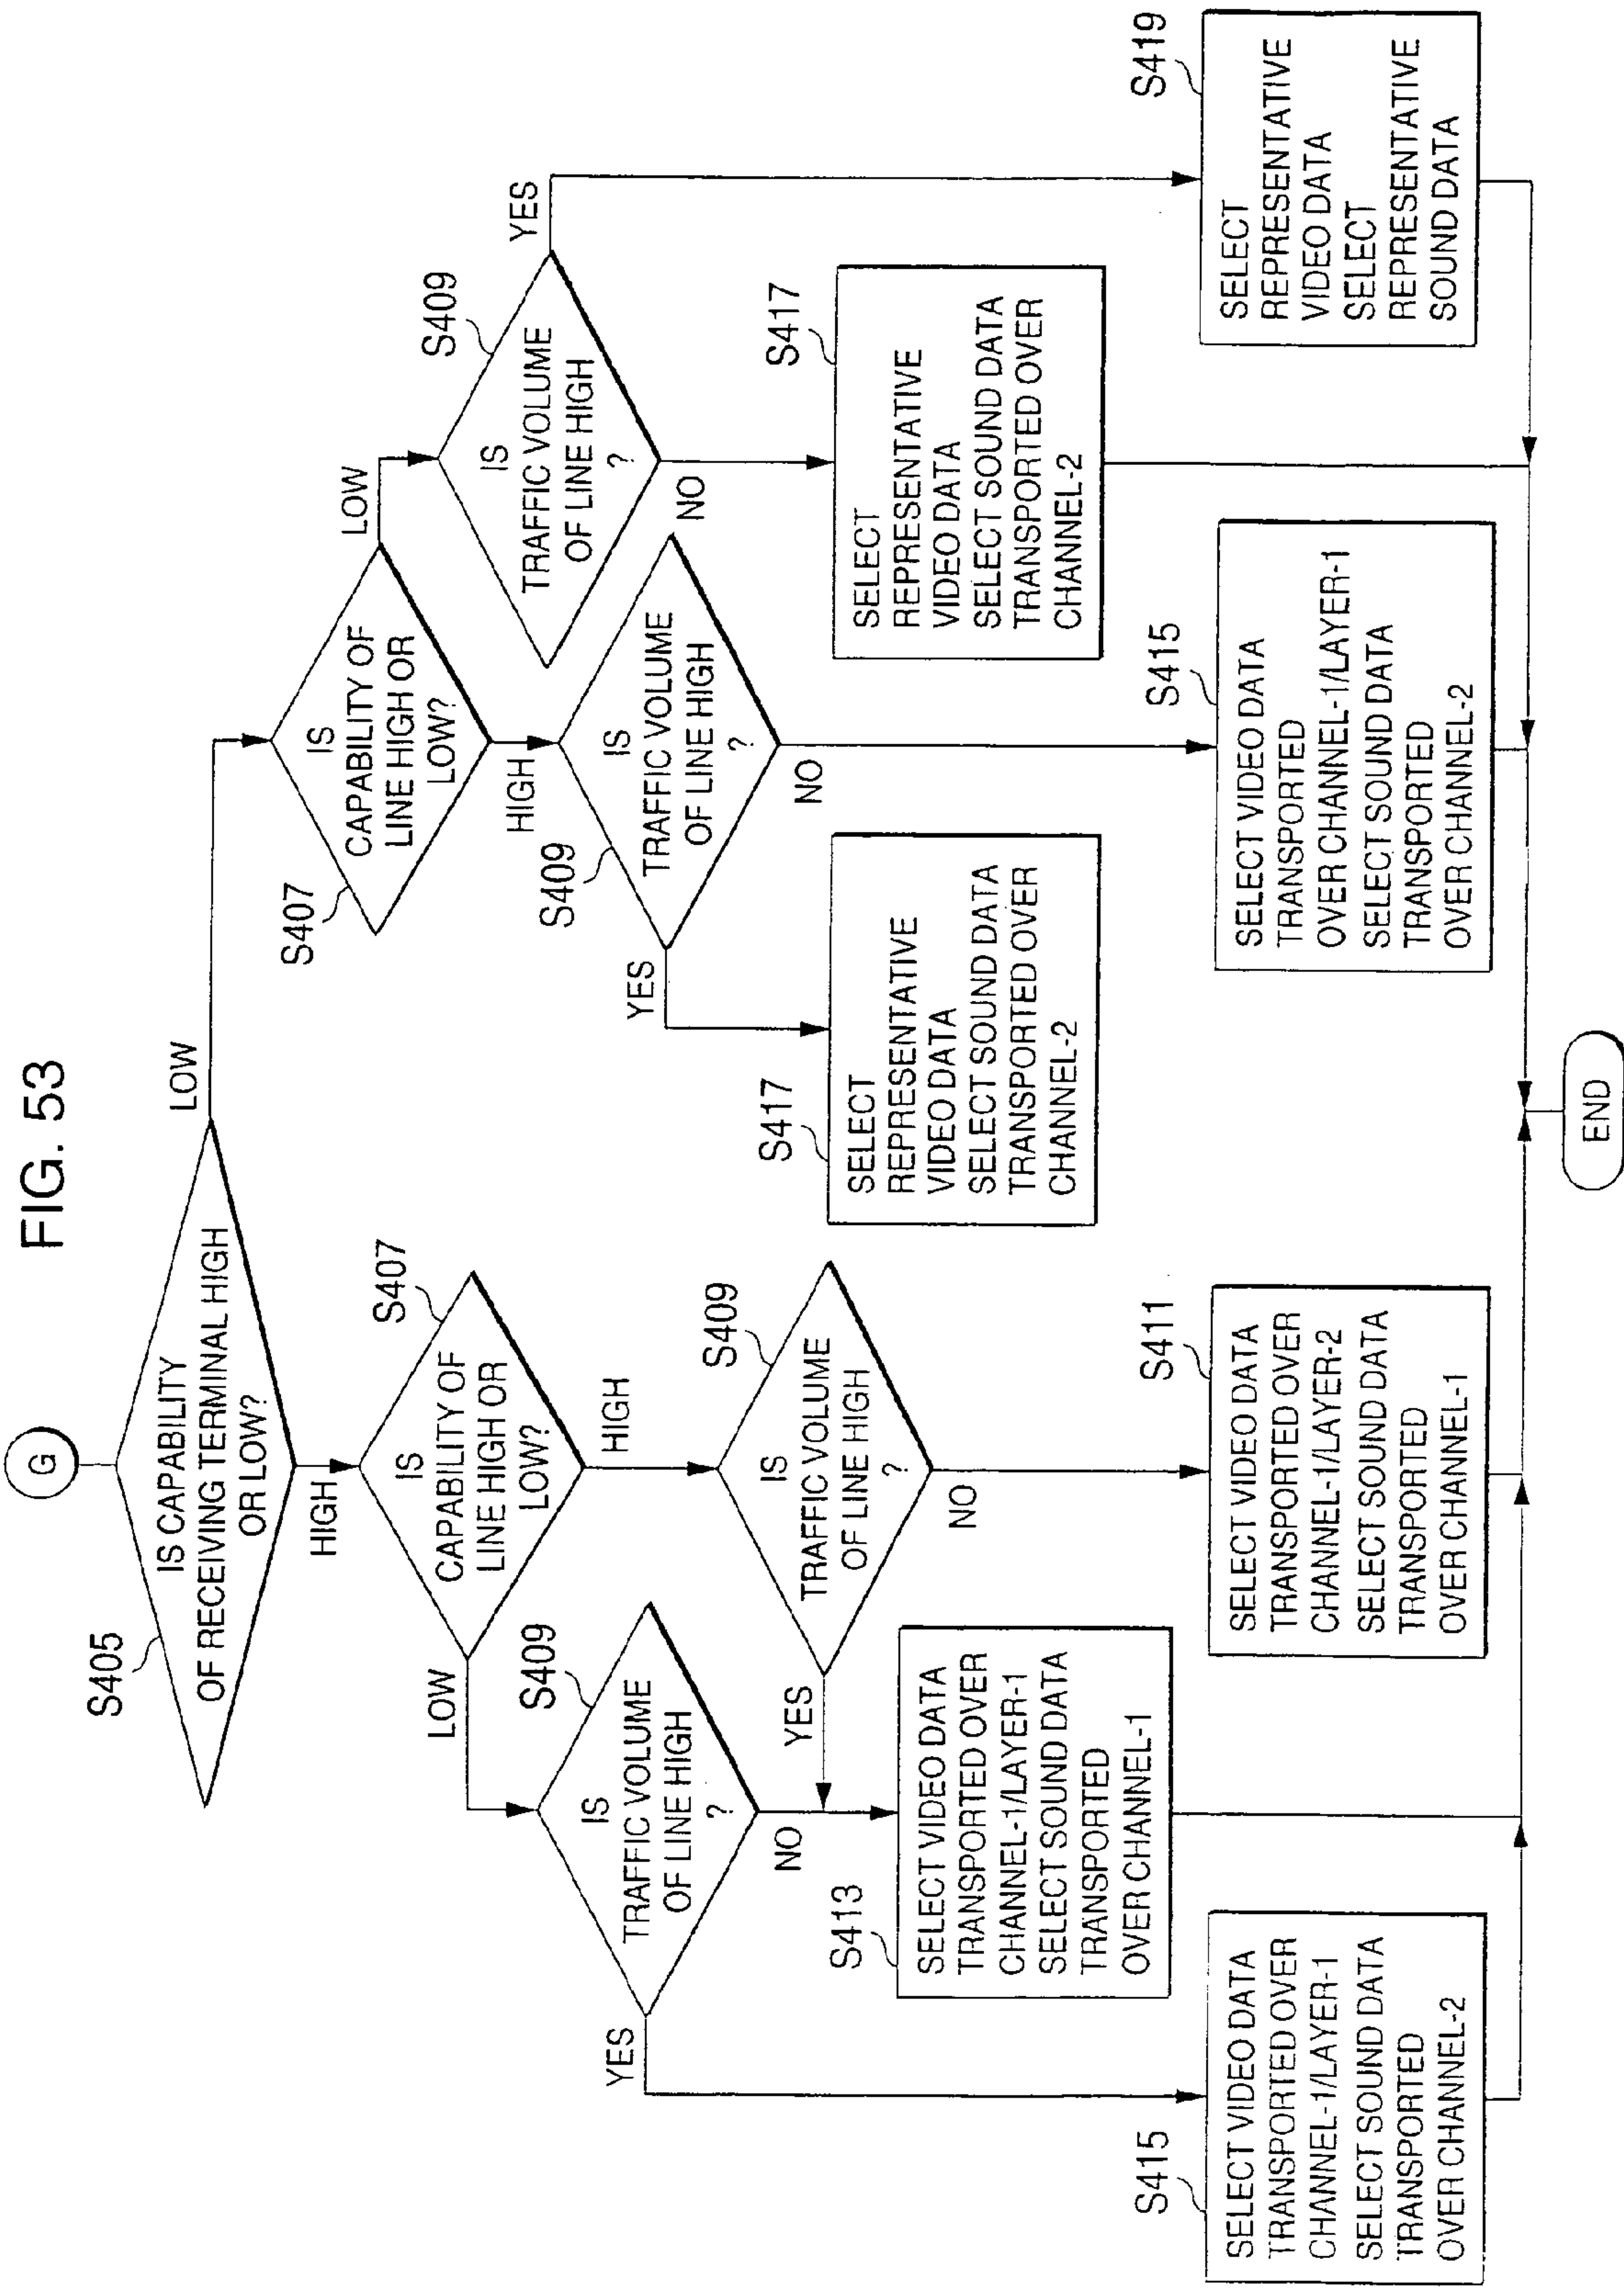 FIG. 53
G
S405
IS CAPABILITY
OF RECEIVING TERMINAL HIGH
OR LOW?
LOW
HIGH
S407
IS
CAPABILITY OF
LINE HIGH OR
LOW?
LOW
HIGH
S407
IS
CAPABILITY OF
LINE HIGH OR
LOW?
LOW
HIGH
S409
IS
TRAFFIC VOLUME
OF LINE HIGH
?
YES
NO
S409
IS
TRAFFIC VOLUME
OF LINE HIGH
?
YES
NO
S409
IS
TRAFFIC VOLUME
OF LINE HIGH
?
YES
NO
S409
IS
TRAFFIC VOLUME
OF LINE HIGH
?
YES
NO
S413
SELECT VIDEO DATA
TRANSPORTED OVER
CHANNEL-1/LAYER-1
SELECT SOUND DATA
TRANSPORTED
OVER CHANNEL-1
S417
SELECT
REPRESENTATIVE
VIDEO DATA
SELECT SOUND DATA
TRANSPORTED OVER
CHANNEL-2
S417
SELECT
REPRESENTATIVE
VIDEO DATA
SELECT SOUND DATA
TRANSPORTED OVER
CHANNEL-2
S415
SELECT VIDEO DATA
TRANSPORTED OVER
CHANNEL-1/LAYER-1
SELECT SOUND DATA
TRANSPORTED
OVER CHANNEL-2
S411
SELECT VIDEO DATA
TRANSPORTED OVER
CHANNEL-1/LAYER-2
SELECT SOUND DATA
TRANSPORTED
OVER CHANNEL-1
S415
SELECT VIDEO DATA
TRANSPORTED
OVER CHANNEL-1/LAYER-1
SELECT SOUND DATA
TRANSPORTED
OVER CHANNEL-2
S419
SELECT
REPRESENTATIVE
VIDEO DATA
SELECT
REPRESENTATIVE
SOUND DATA
END